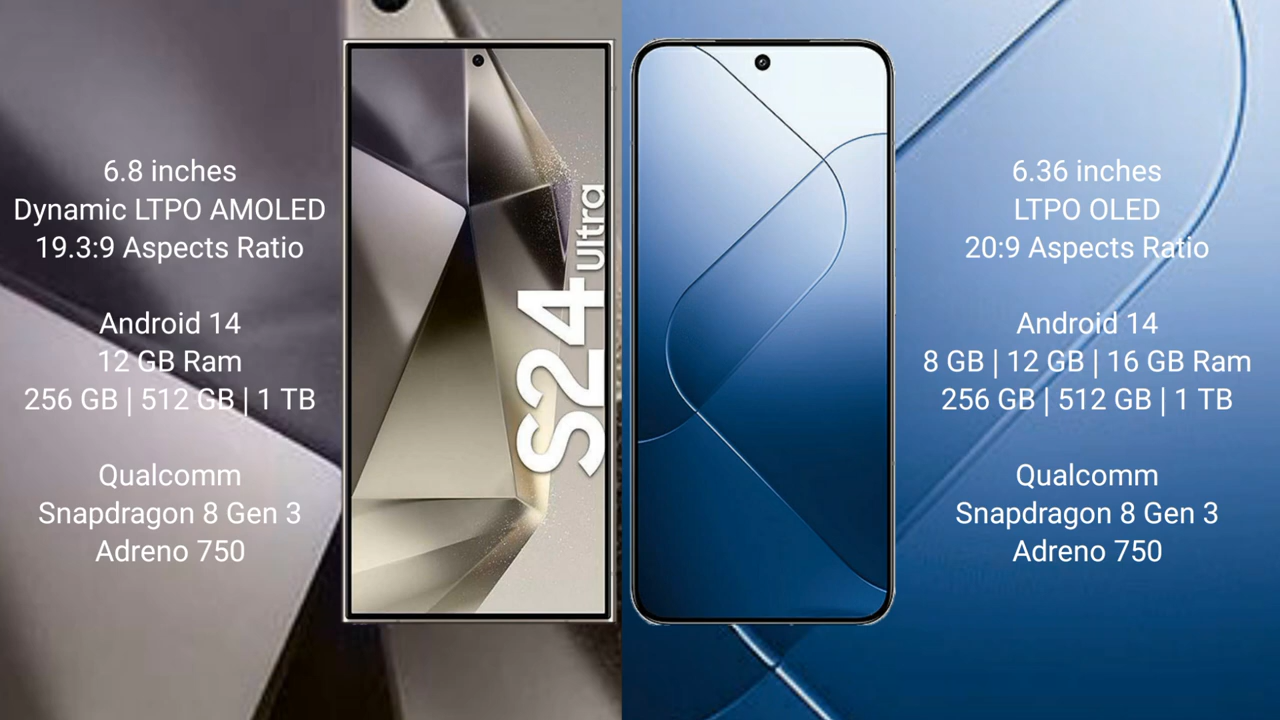 6.8 inches
Dynamic LTPO AMOLED
19.3:9 Aspects Ratio
Android 14
12 GB Ram
256 GB | 512 GB | 1 TB
Qualcomm
Snapdragon 8 Gen 3
Adreno 750
S24 Ultra
6.36 inches
LTPO OLED
20:9 Aspects Ratio
Android 14
8 GB | 12 GB | 16 GB Ram
256 GB | 512 GB | 1 TB
Qualcomm
Snapdragon 8 Gen 3
Adreno 750